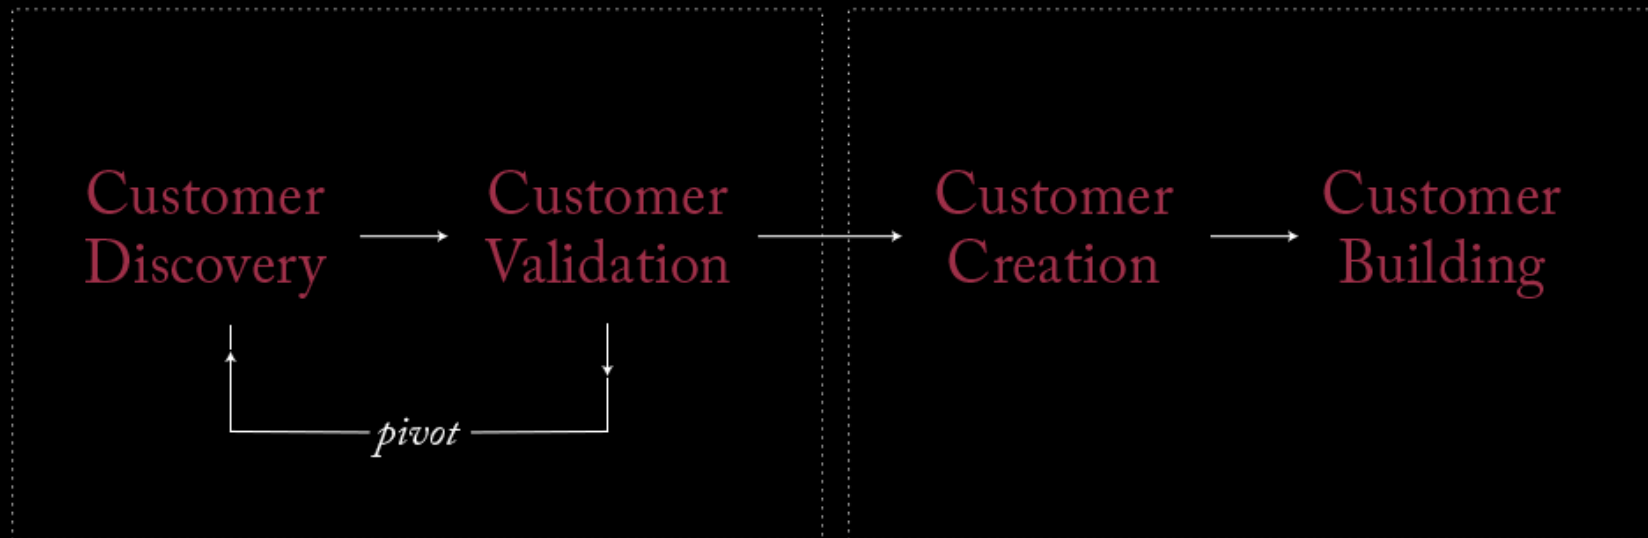 Customer
Discovery
Customer
Validation
Customer
Creation
Customer
Building
pivot